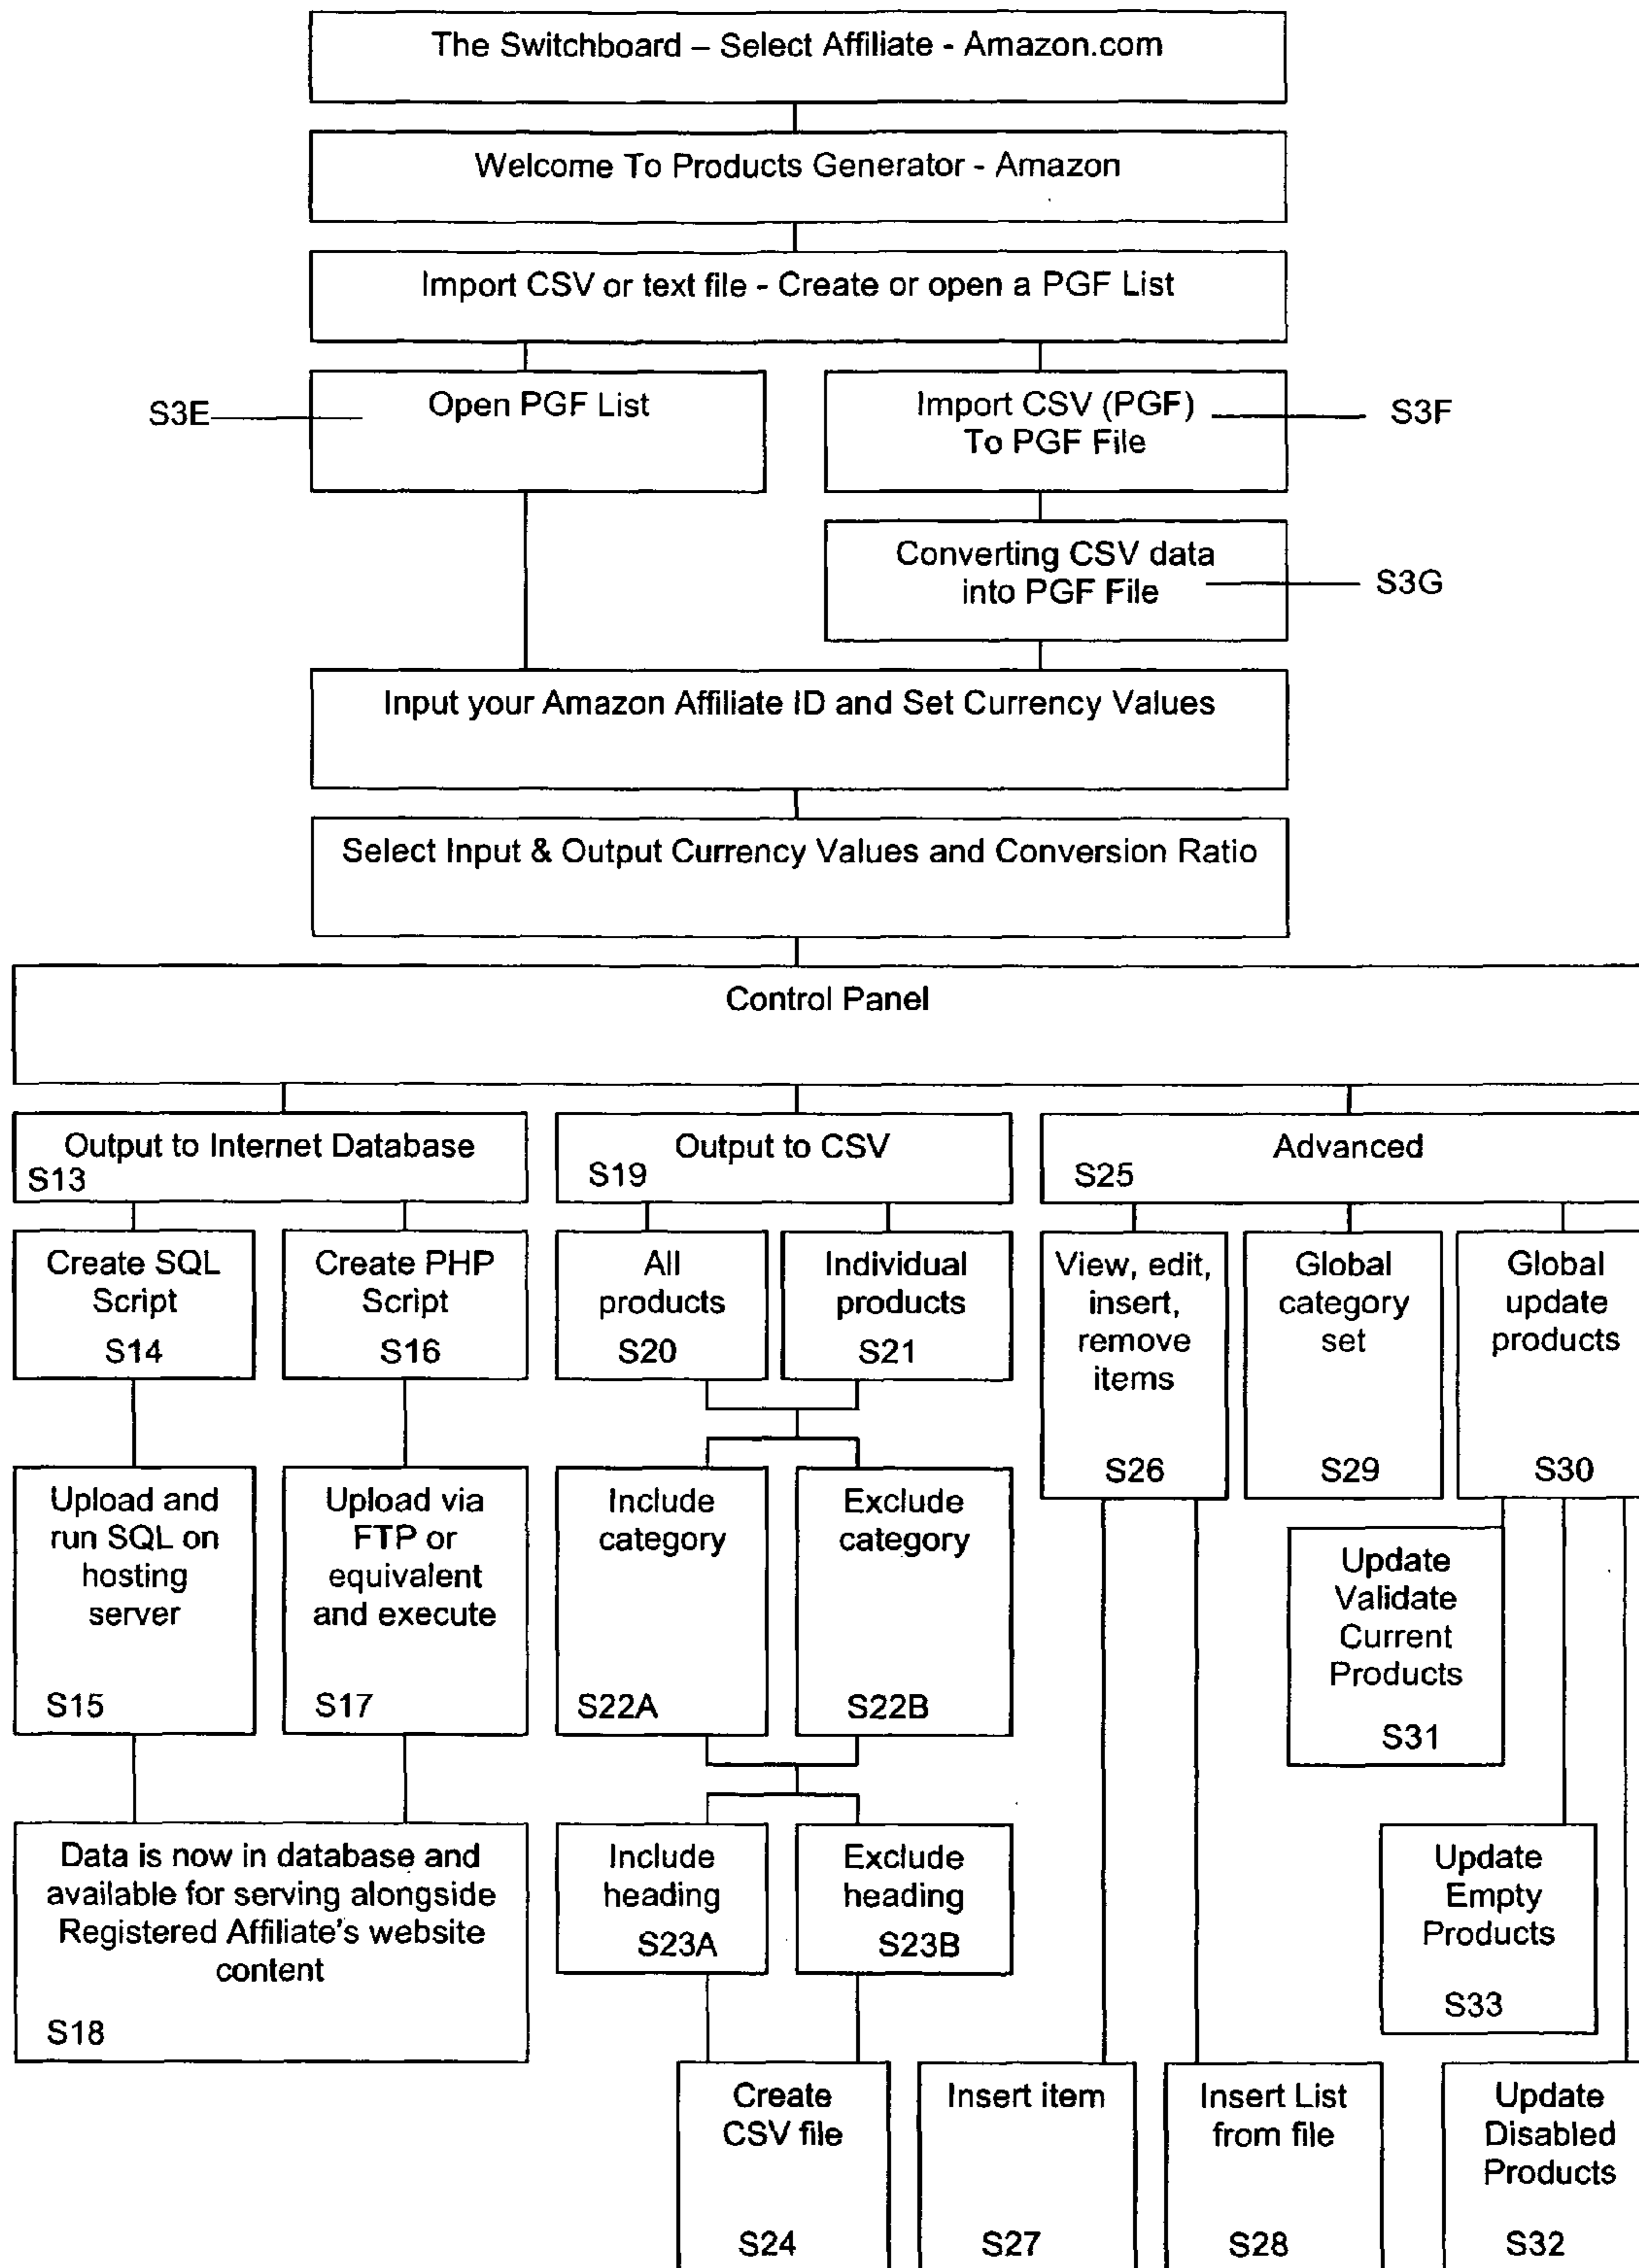 The Switchboard – Select Affiliate - Amazon.com
Welcome To Products Generator - Amazon
Import CSV or text file - Create or open a PGF List
S3E
Open PGF List
Import CSV (PGF)
To PGF File
S3F
Converting CSV data
into PGF File
S3G
Input your Amazon Affiliate ID and Set Currency Values
Select Input & Output Currency Values and Conversion Ratio
Control Panel
Output to Internet Database
S13
Output to CSV
S19
Advanced
S25
Create SQL
Script
S14
Create PHP
Script
S16
All
products
S20
Individual
products
S21
View, edit,
insert,
remove
items
S26
Global
category
set
S29
Global
update
products
S30
Upload and
run SQL on
hosting
server
S15
Upload via
FTP or
equivalent
and execute
S17
Include
category
S22A
Exclude
category
S22B
Update
Validate
Current
Products
S31
Data is now in database and
available for serving alongside
Registered Affiliate's website
content
S18
Include
heading
S23A
Exclude
heading
S23B
Update
Empty
Products
S33
Create
CSV file
S24
Insert item
S27
Insert List
from file
S28
Update
Disabled
Products
S32